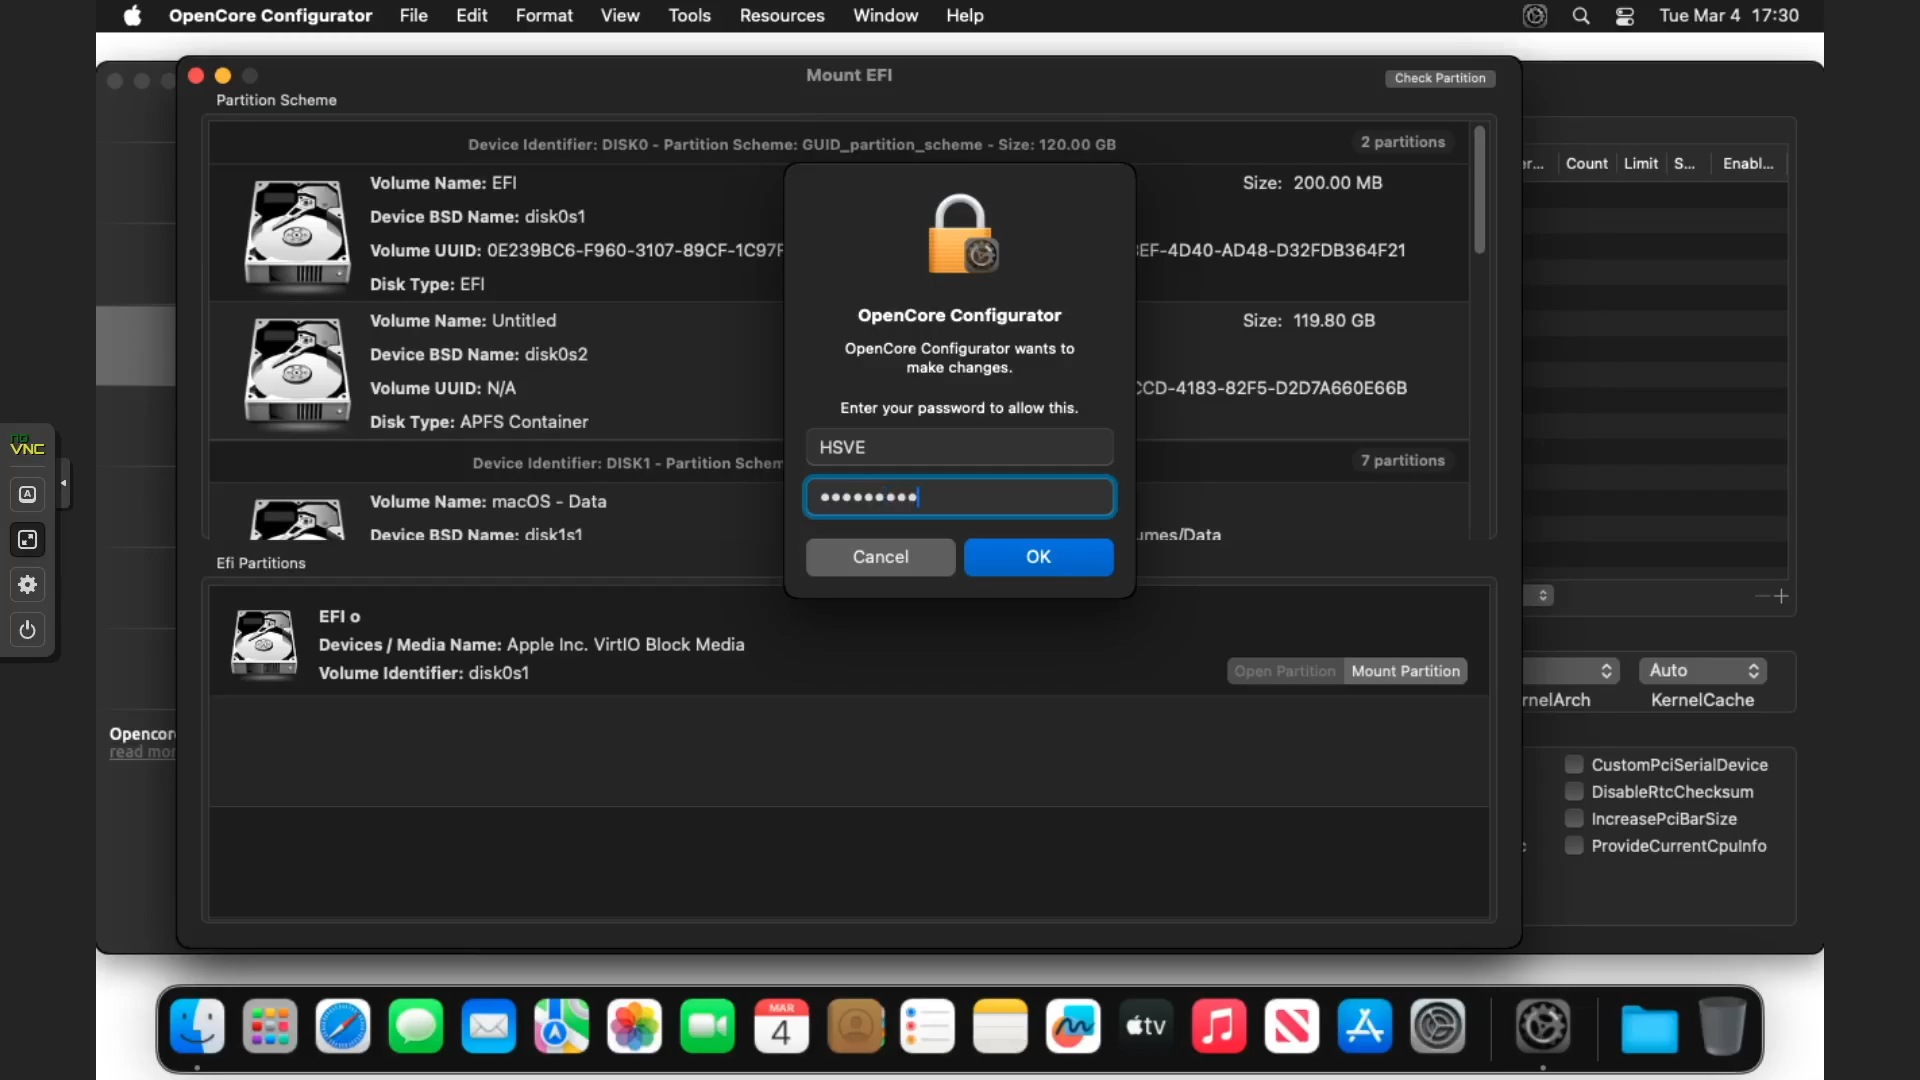 OpenCore Configurator File Edit Format View Tools Resources Window Help
Tue Mar 4 17:30
Mount EFI
Check Partition
Partition Scheme
Device Identifier: DISK0 - Partition Scheme: GUID_partition_scheme - Size: 120.00 GB
2 partitions
Volume Name: EFI
Size: 200.00 MB
Device BSD Name: disk0s1
Volume UUID: 0E239BC6-F960-3107-89CF-1C97F
EF-4D40-AD48-D32FDB364F21
Disk Type: EFI
Volume Name: Untitled
Size: 119.80 GB
Device BSD Name: disk0s2
Volume UUID: N/A
CD-4183-82F5-D2D7A660E66B
Disk Type: APFS Container
Device Identifier: DISK1 - Partition Schem
7 partitions
Volume Name: macOS - Data
Device BSD Name: disk1s1
umes/Data
OpenCore Configurator
OpenCore Configurator wants to
make changes.
Enter your password to allow this.
HSVE
•••••••••
Cancel
OK
Efi Partitions
EFI o
Devices / Media Name: Apple Inc. VirtIO Block Media
Volume Identifier: disk0s1
Open Partition
Mount Partition
er... Count Limit S... Enabl...
Auto
rnelArch
KernelCache
CustomPciSerialDevice
DisableRtcChecksum
IncreasePciBarSize
ProvideCurrentCpuInfo
Opencor
read mor
no
VNC
A
MAR
4
tv